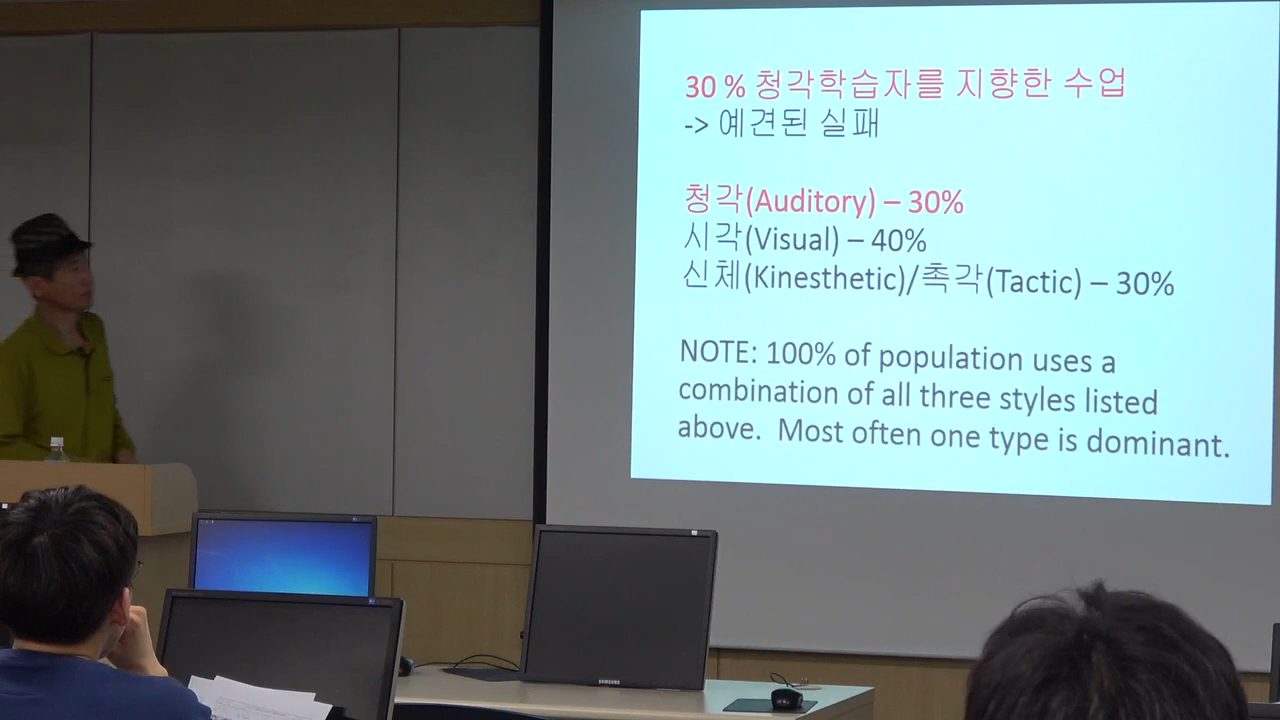 30 % 청각학습자를 지향한 수업
-> 예견된 실패
청각(Auditory) – 30%
시각(Visual) – 40%
신체(Kinesthetic)/촉각(Tactic) – 30%
NOTE: 100% of population uses a
combination of all three styles listed
above.  Most often one type is dominant.
SAMSUNG